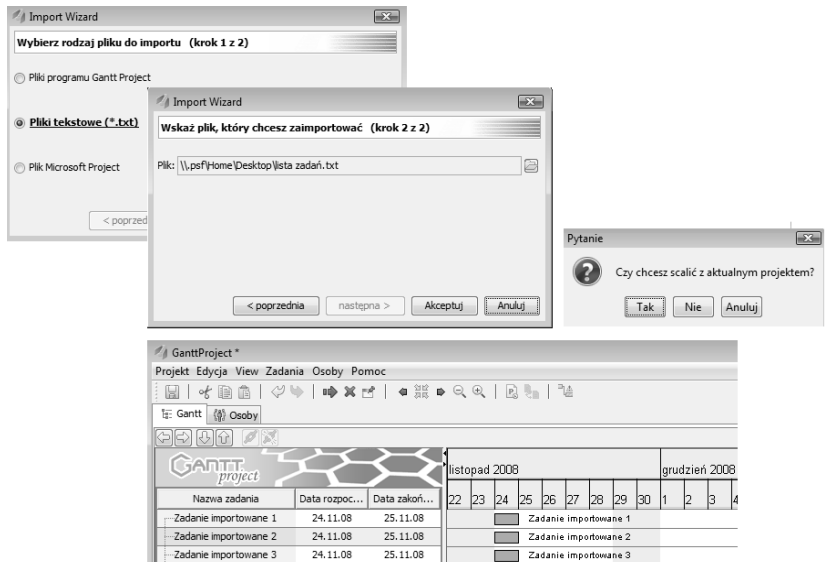 Import Wizard
Wybierz rodzaj pliku do importu (krok 1 z 2)
Pliki programu Gantt Project
Pliki tekstowe (*.txt)
Plik Microsoft Project
< poprzed
Import Wizard
Wskaż plik, który chcesz zaimportować (krok 2 z 2)
Plik: \\.psf\Home\Desktop\lista zadań.txt
< poprzednia następna > Akceptuj Anuluj
Pytanie
Czy chcesz scalić z aktualnym projektem?
Tak Nie Anuluj
GanttProject *
Projekt Edycja View Zadania Osoby Pomoc
Gantt Osoby
GANTT project
listopad 2008 grudzień 2008
Nazwa zadania Data rozpoc... Data zakoń... 22 23 24 25 26 27 28 29 30 1 2 3 4
Zadanie importowane 1 24.11.08 25.11.08 Zadanie importowane 1
Zadanie importowane 2 24.11.08 25.11.08 Zadanie importowane 2
Zadanie importowane 3 24.11.08 25.11.08 Zadanie importowane 3